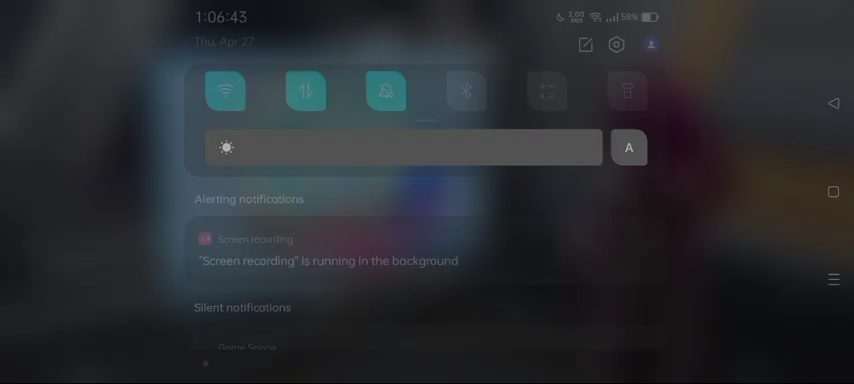 1:06:43
2.00
KB/S
58%
Thu, Apr 27
A
Alerting notifications
Screen recording
"Screen recording" is running in the background
Silent notifications
Game Space